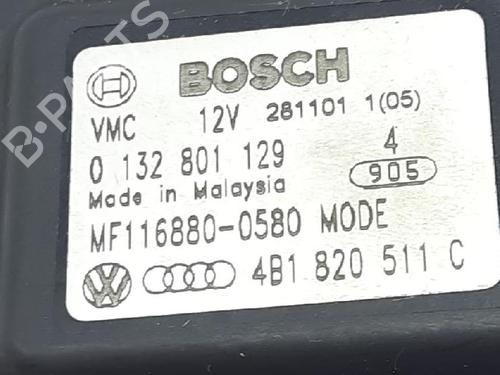 BOSCH
VMC 12V 281101 1(05)
0 132 801 129 4
Made in Malaysia 905
MF116880-0580 MODE
4B1 820 511 C
B-PARTS